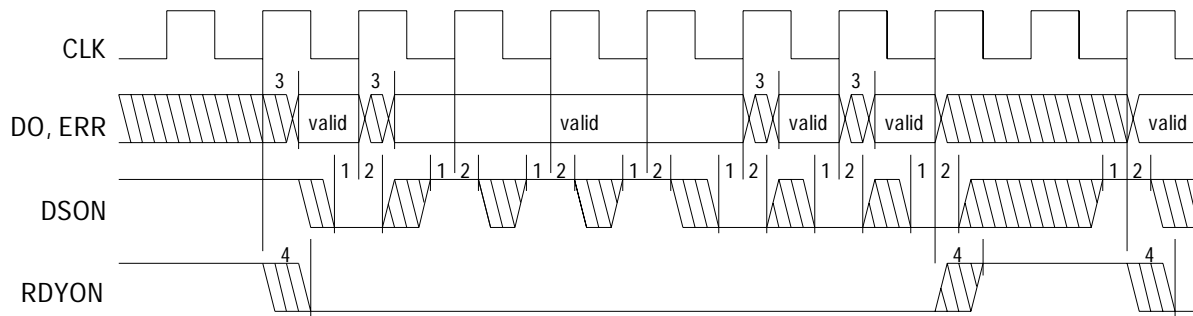 CLK
3 3 3 3
DO, ERR valid valid valid valid valid
1 2 1 2 1 2 1 2 1 2 1 2 1 2 1 2
DSON
4 4 4
RDYON